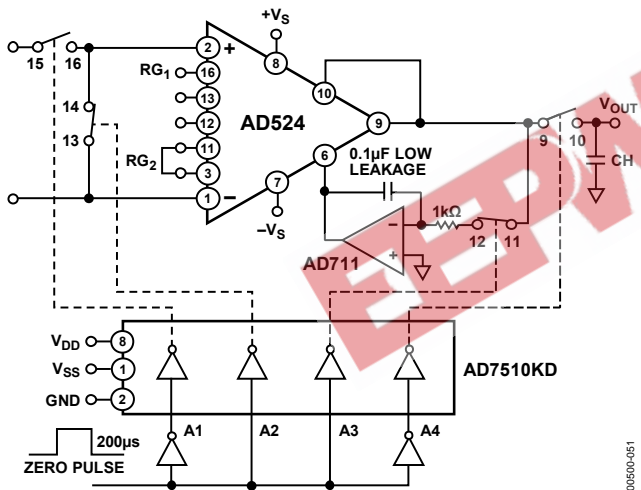 +VS
15
16
2
+
8
RG1
16
10
14
13
AD524
9
VOUT
12
9
10
13
11
6
0.1µF LOW
LEAKAGE
CH
RG2
3
7
1kΩ
1
–
–VS
–
12
11
+
AD711
VDD
8
VSS
1
AD7510KD
GND
2
A1
A2
A3
A4
200µs
ZERO PULSE
00500-051